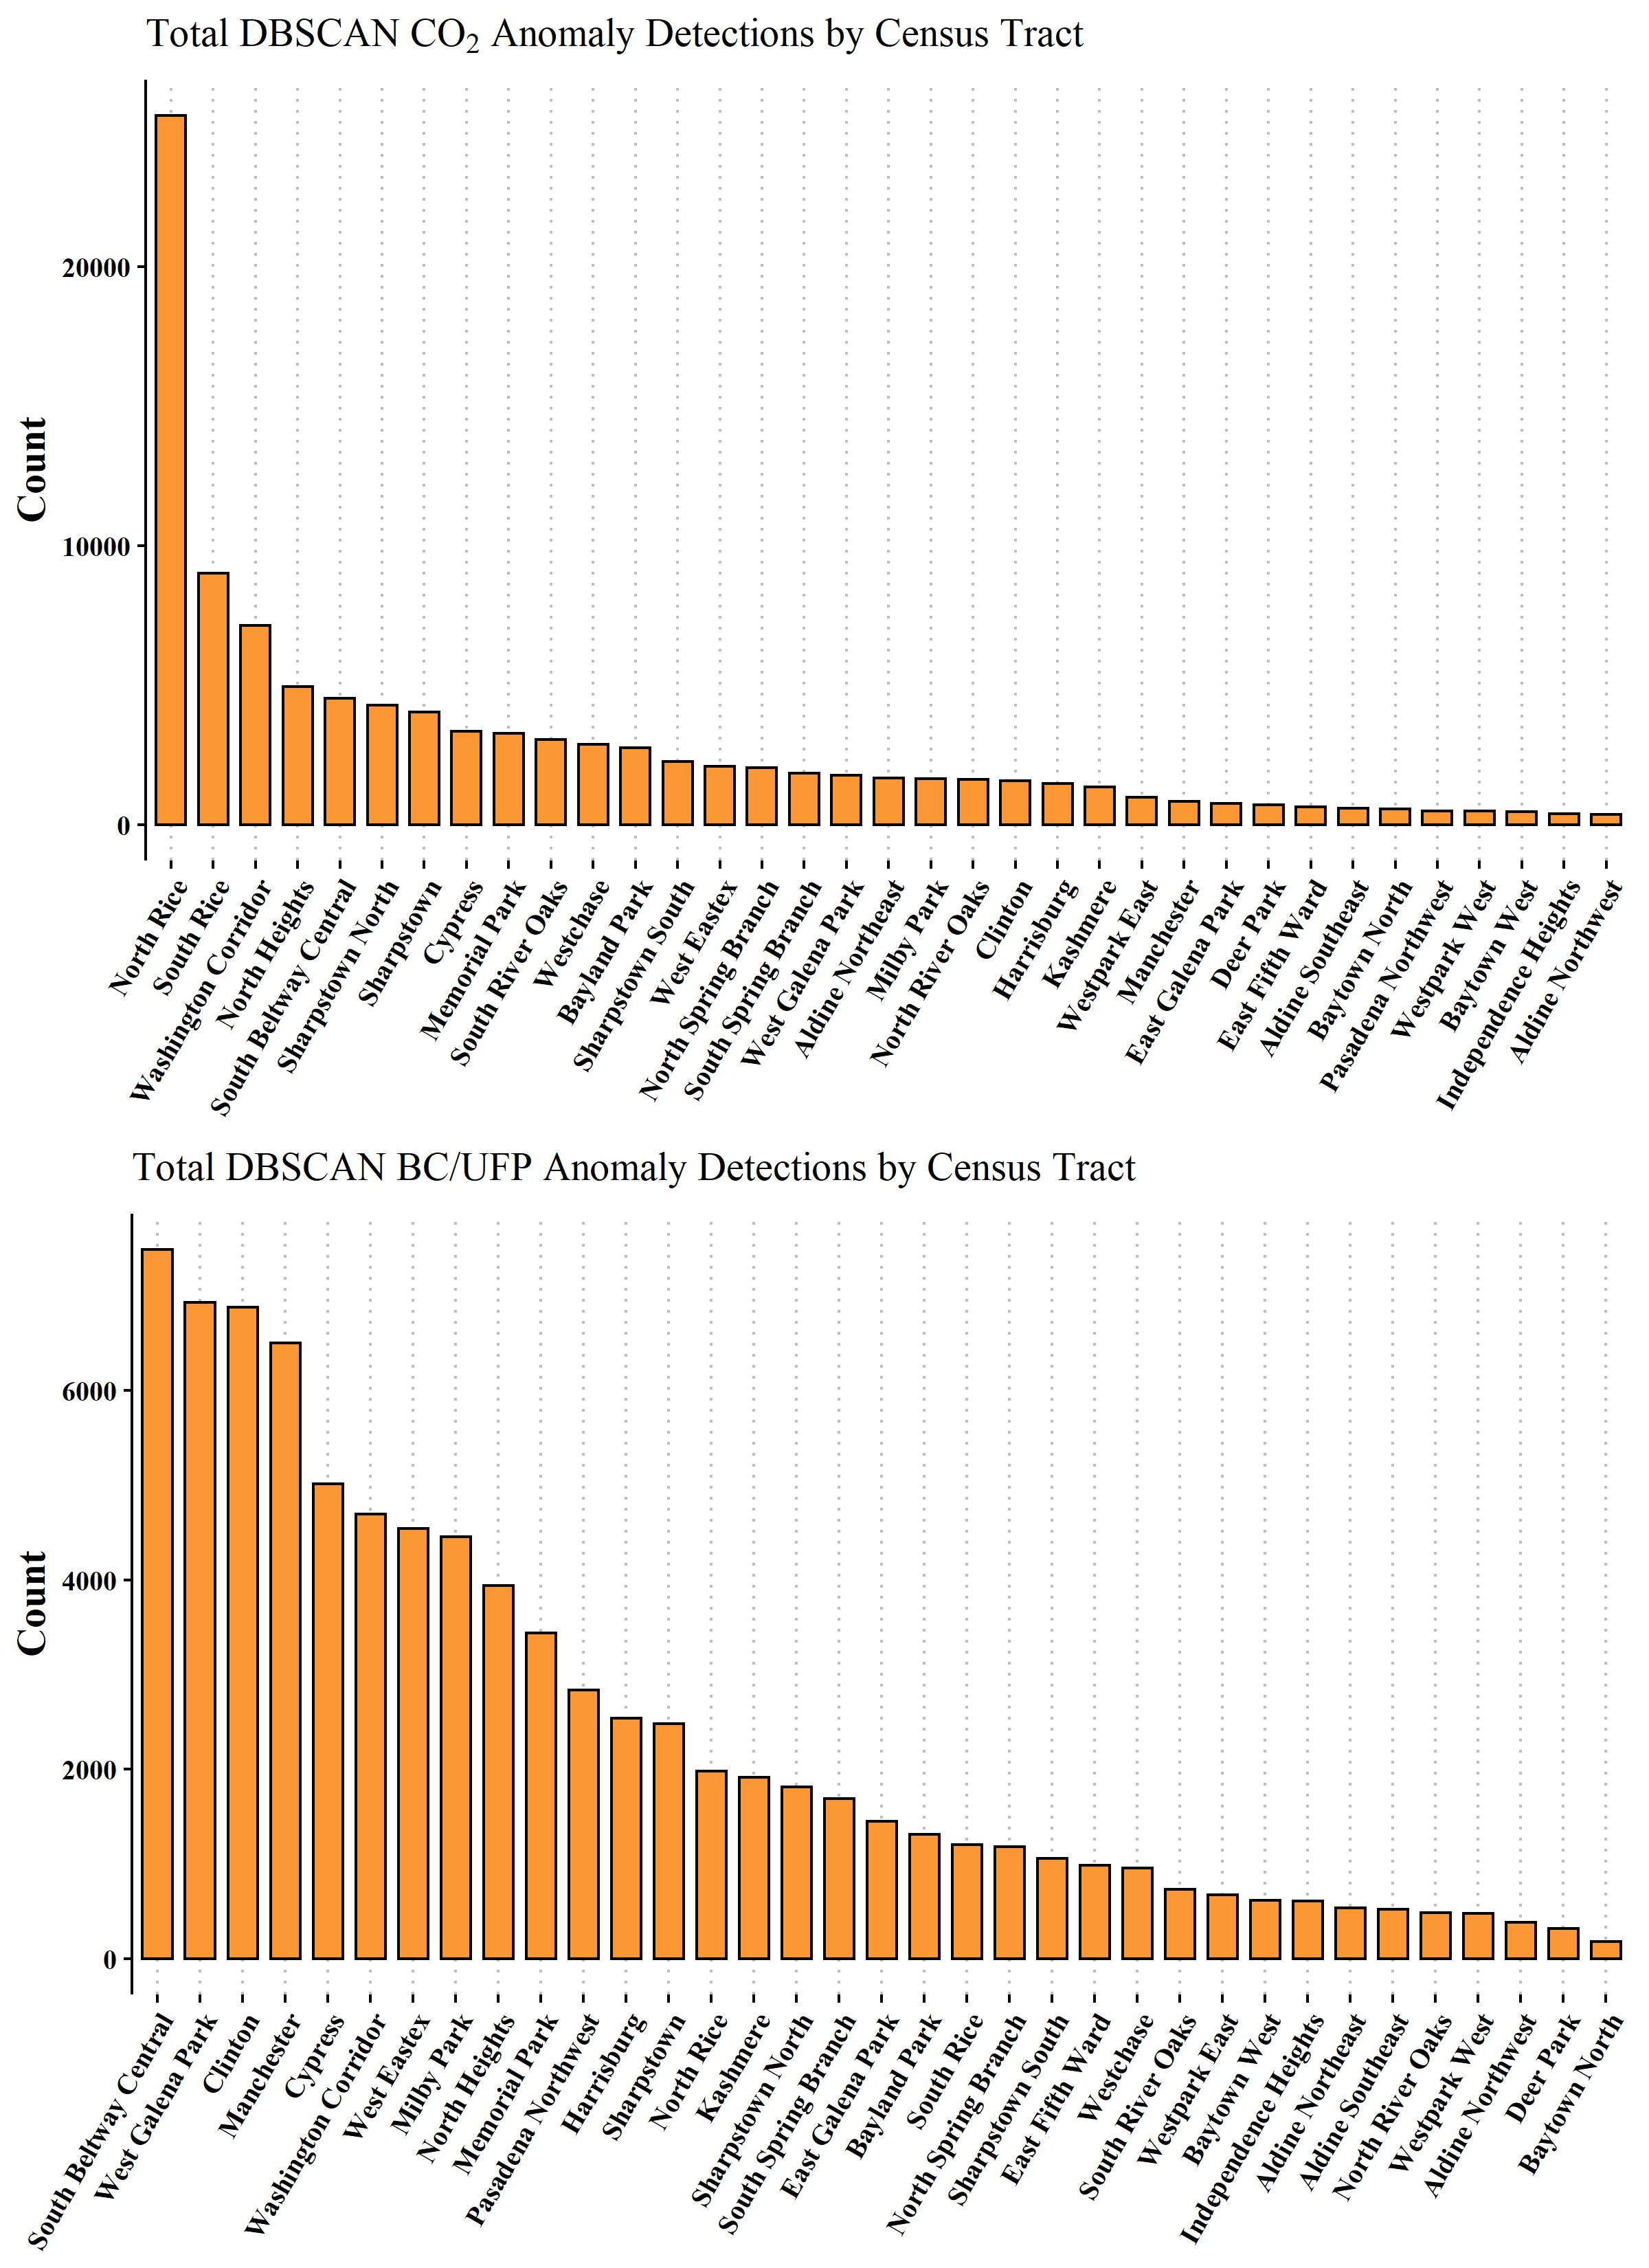 Total DBSCAN CO₂ Anomaly Detections by Census Tract
Count
20000
10000
0
North Rice
South Rice
Washington Corridor
North Heights
South Beltway Central
Sharpstown North
Sharpstown
Cypress
Memorial Park
South River Oaks
Westchase
Bayland Park
Sharpstown South
West Eastex
North Spring Branch
South Spring Branch
West Galena Park
Aldine Northeast
Milby Park
North River Oaks
Clinton
Harrisburg
Kashmere
Westpark East
Manchester
East Galena Park
Deer Park
East Fifth Ward
Aldine Southeast
Baytown North
Pasadena Northwest
Westpark West
Baytown West
Independence Heights
Aldine Northwest
Total DBSCAN BC/UFP Anomaly Detections by Census Tract
Count
6000
4000
2000
0
South Beltway Central
West Galena Park
Clinton
Manchester
Cypress
Washington Corridor
West Eastex
Milby Park
North Heights
Memorial Park
Pasadena Northwest
Harrisburg
Sharpstown
North Rice
Kashmere
Sharpstown North
South Spring Branch
East Galena Park
Bayland Park
South Rice
North Spring Branch
Sharpstown South
East Fifth Ward
Westchase
South River Oaks
Westpark East
Baytown West
Independence Heights
Aldine Northeast
Aldine Southeast
North River Oaks
Westpark West
Aldine Northwest
Deer Park
Baytown North